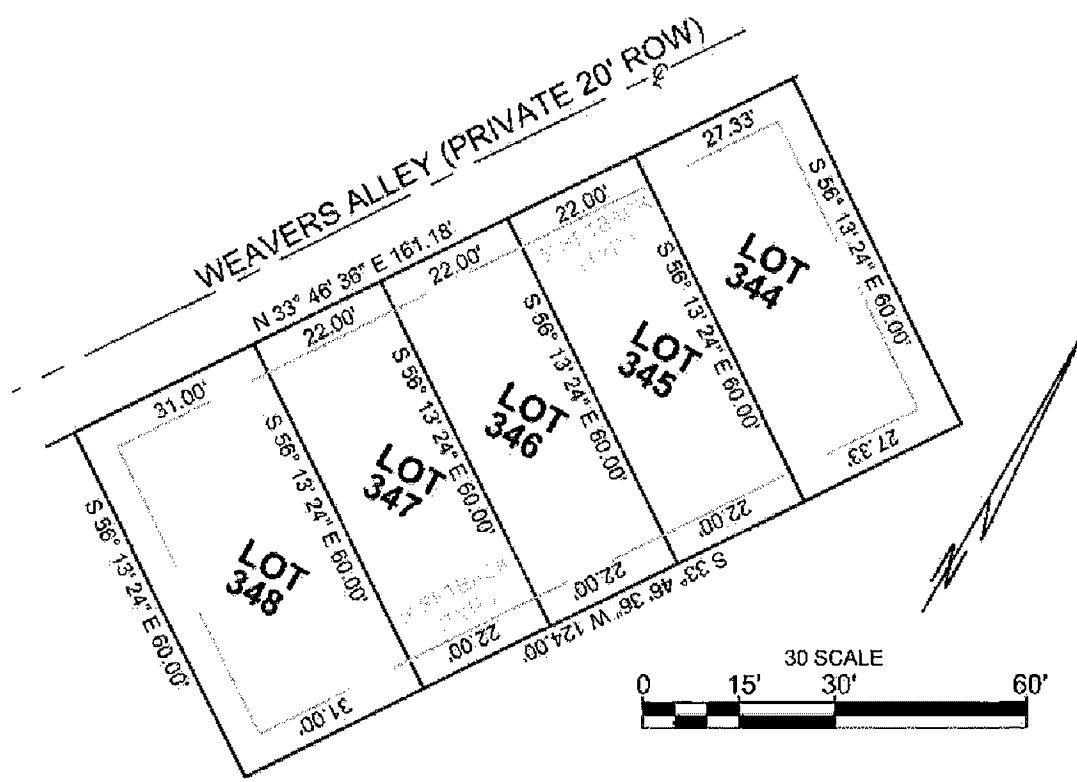 WEAVERS ALLEY (PRIVATE 20' ROW)
N 33° 46' 36" E 161.18'
27.33'
22.00'
22.00'
22.00'
31.00'
S 56° 13' 24" E 60.00'
LOT
344
S 56° 13' 24" E 60.00'
LOT
345
S 56° 13' 24" E 60.00'
LOT
346
S 56° 13' 24" E 60.00'
LOT
347
S 56° 13' 24" E 60.00'
LOT
348
S 56° 13' 24" E 60.00'
27.33'
22.00'
22.00'
22.00'
31.00'
S 33° 46' 36" W 124.00'
N
30 SCALE
0 15' 30' 60'